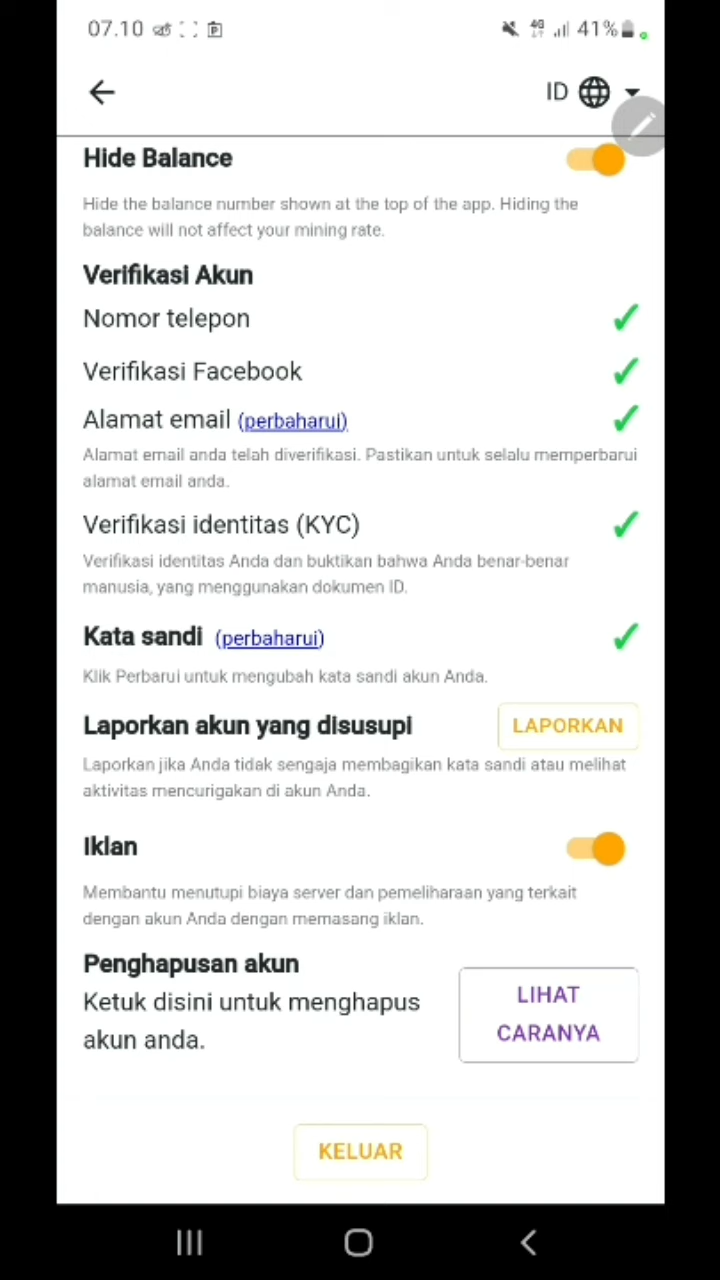 07.10
4G
41%
ID
Hide Balance
Hide the balance number shown at the top of the app. Hiding the
balance will not affect your mining rate.
Verifikasi Akun
Nomor telepon
Verifikasi Facebook
Alamat email (perbaharui)
Alamat email anda telah diverifikasi. Pastikan untuk selalu memperbarui
alamat email anda.
Verifikasi identitas (KYC)
Verifikasi identitas Anda dan buktikan bahwa Anda benar-benar
manusia, yang menggunakan dokumen ID.
Kata sandi (perbaharui)
Klik Perbarui untuk mengubah kata sandi akun Anda.
Laporkan akun yang disusupi
LAPORKAN
Laporkan jika Anda tidak sengaja membagikan kata sandi atau melihat
aktivitas mencurigakan di akun Anda.
Iklan
Membantu menutupi biaya server dan pemeliharaan yang terkait
dengan akun Anda dengan memasang iklan.
Penghapusan akun
Ketuk disini untuk menghapus
akun anda.
LIHAT
CARANYA
KELUAR